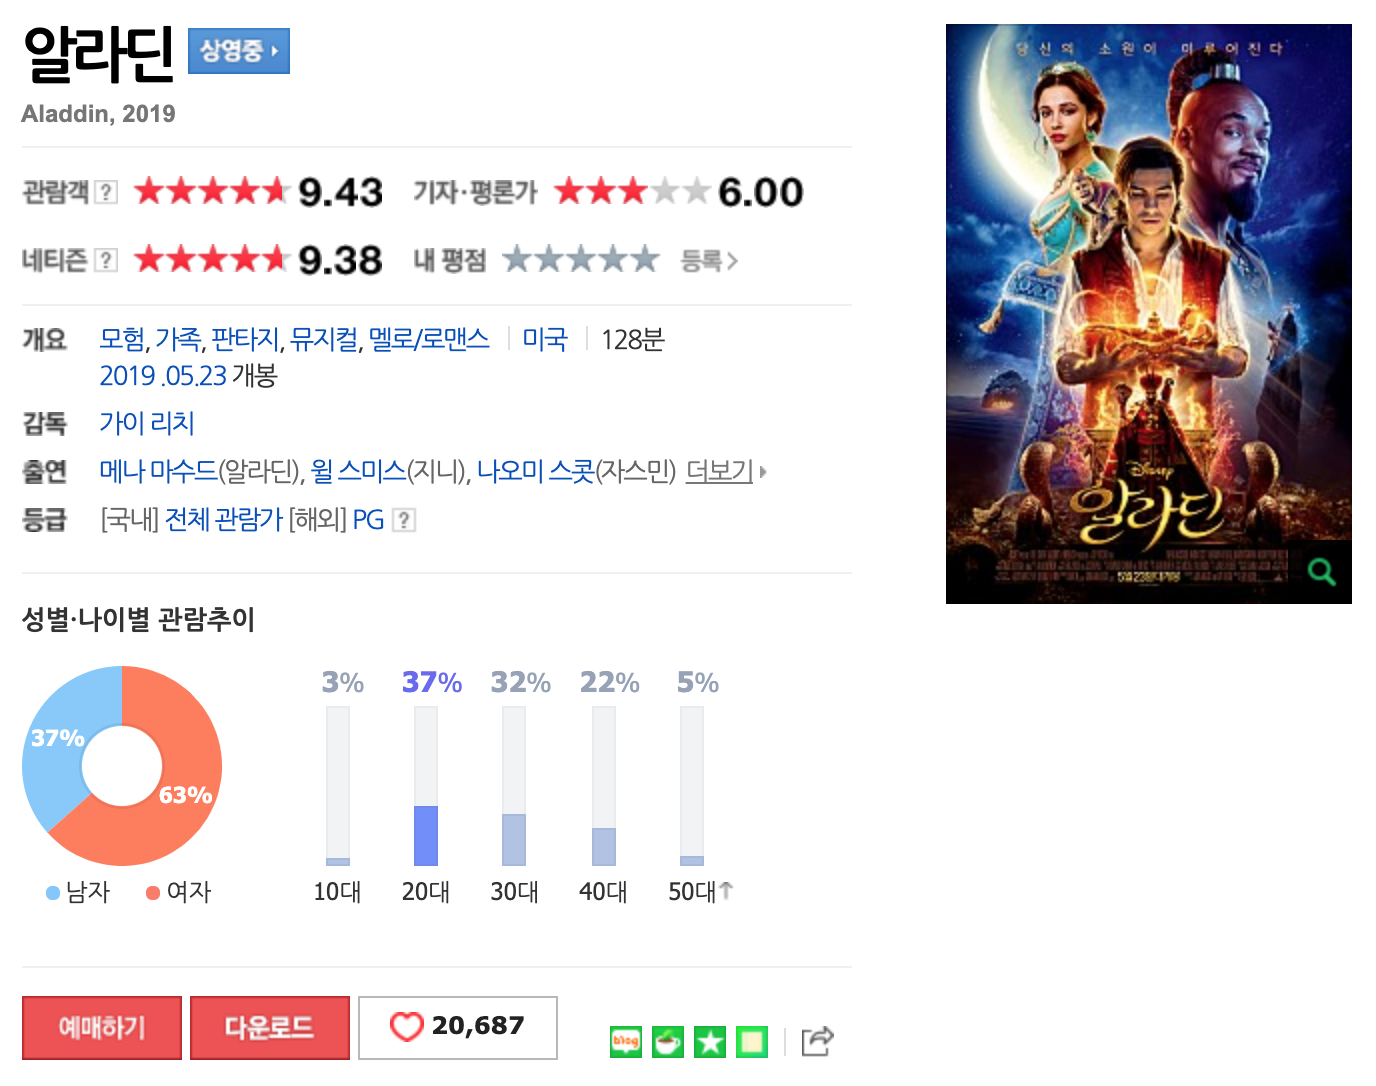 알라딘 상영중
Aladdin, 2019
관람객 ? 9.43 기자·평론가 6.00
네티즌 ? 9.38 내 평점 등록 >
개요 모험, 가족, 판타지, 뮤지컬, 멜로/로맨스 미국 128분
2019 .05.23 개봉
감독 가이 리치
출연 메나 마수드(알라딘), 윌 스미스(지니), 나오미 스콧(자스민) 더보기
등급 [국내] 전체 관람가 [해외] PG ?
성별·나이별 관람추이
37%
63%
남자 여자
3% 37% 32% 22% 5%
10대 20대 30대 40대 50대↑
예매하기 다운로드 20,687
blog
당신의 소원이 이루어진다
Disney
알라딘
5월 23일 대개봉